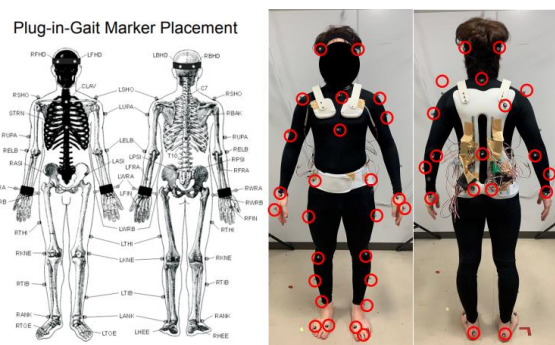 Plug-in-Gait Marker Placement
RFHD
LFHD
LBHD
RBHD
CLAV
C7
RSHO
LSHO
RSHO
STRN
LUPA
RBAK
RUPA
RUPA
RELB
LELB
RELB
RASI
LASI
LPSI
T10
RPSI
LFRA
RFRA
LWRA
RWRA
LFIN
RWRB
RFIN
LWRB
RTHI
LTHI
RTHI
RKNE
LKNE
RKNE
RTIB
LTIB
RTIB
RANK
LANK
RANK
RTOE
LTOE
LHEE
RHEE